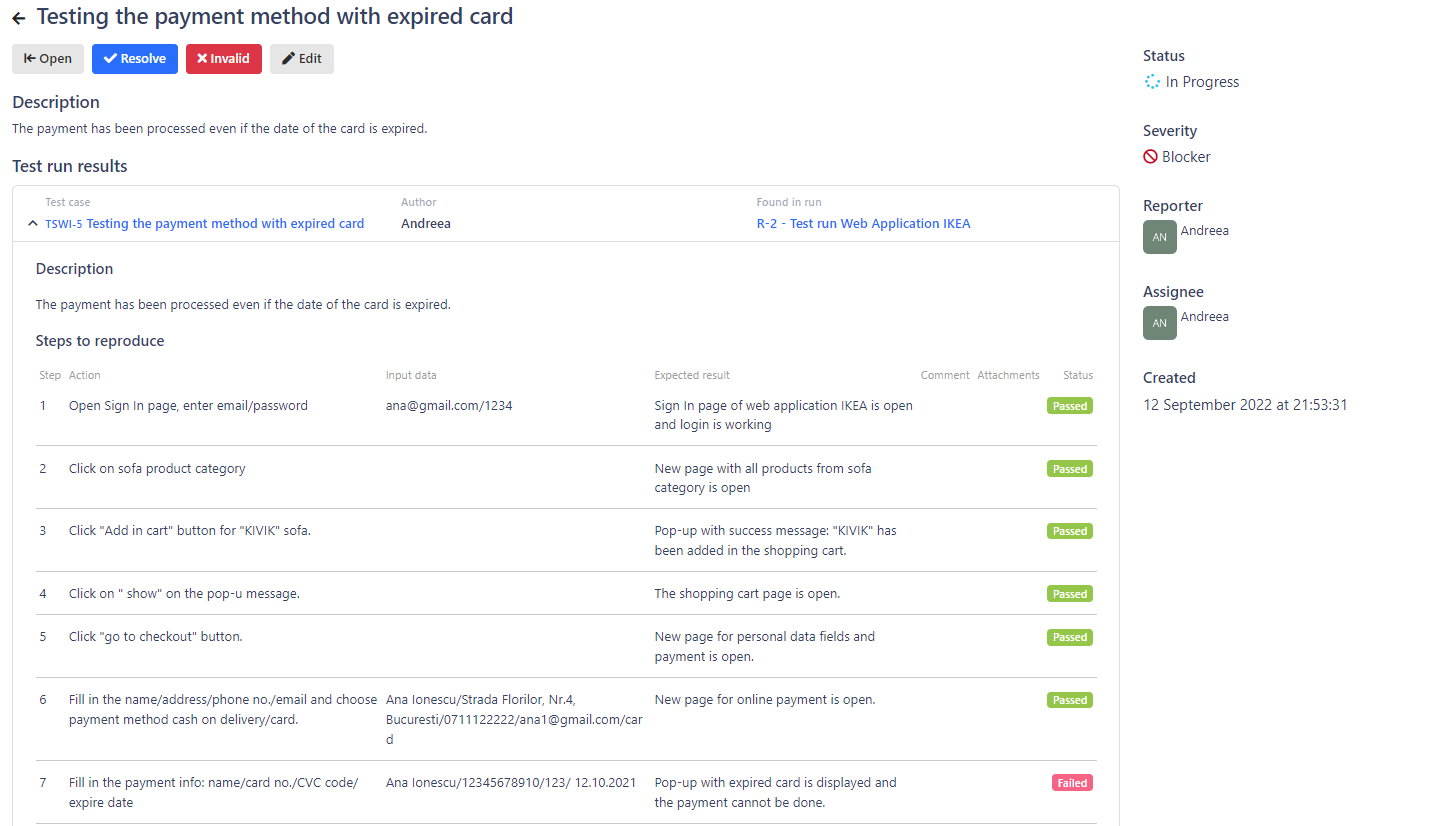 Testing the payment method with expired card
Open Resolve Invalid Edit
Description
The payment has been processed even if the date of the card is expired.
Test run results
Test case Author Found in run
TSWI-5 Testing the payment method with expired card Andreea R-2 - Test run Web Application IKEA
Description
The payment has been processed even if the date of the card is expired.
Steps to reproduce
Step Action Input data Expected result Comment Attachments Status
1 Open Sign In page, enter email/password ana@gmail.com/1234 Sign In page of web application IKEA is open Passed
and login is working
2 Click on sofa product category New page with all products from sofa Passed
category is open
3 Click "Add in cart" button for "KIVIK" sofa. Pop-up with success message: "KIVIK" has Passed
been added in the shopping cart.
4 Click on " show" on the pop-u message. The shopping cart page is open. Passed
5 Click "go to checkout" button. New page for personal data fields and Passed
payment is open.
6 Fill in the name/address/phone no./email and choose Ana Ionescu/Strada Florilor, Nr.4, New page for online payment is open. Passed
payment method cash on delivery/card. Bucuresti/0711122222/ana1@gmail.com/car
d
7 Fill in the payment info: name/card no./CVC code/ Ana Ionescu/12345678910/123/ 12.10.2021 Pop-up with expired card is displayed and Failed
expire date the payment cannot be done.
Status
In Progress
Severity
Blocker
Reporter
AN Andreea
Assignee
AN Andreea
Created
12 September 2022 at 21:53:31